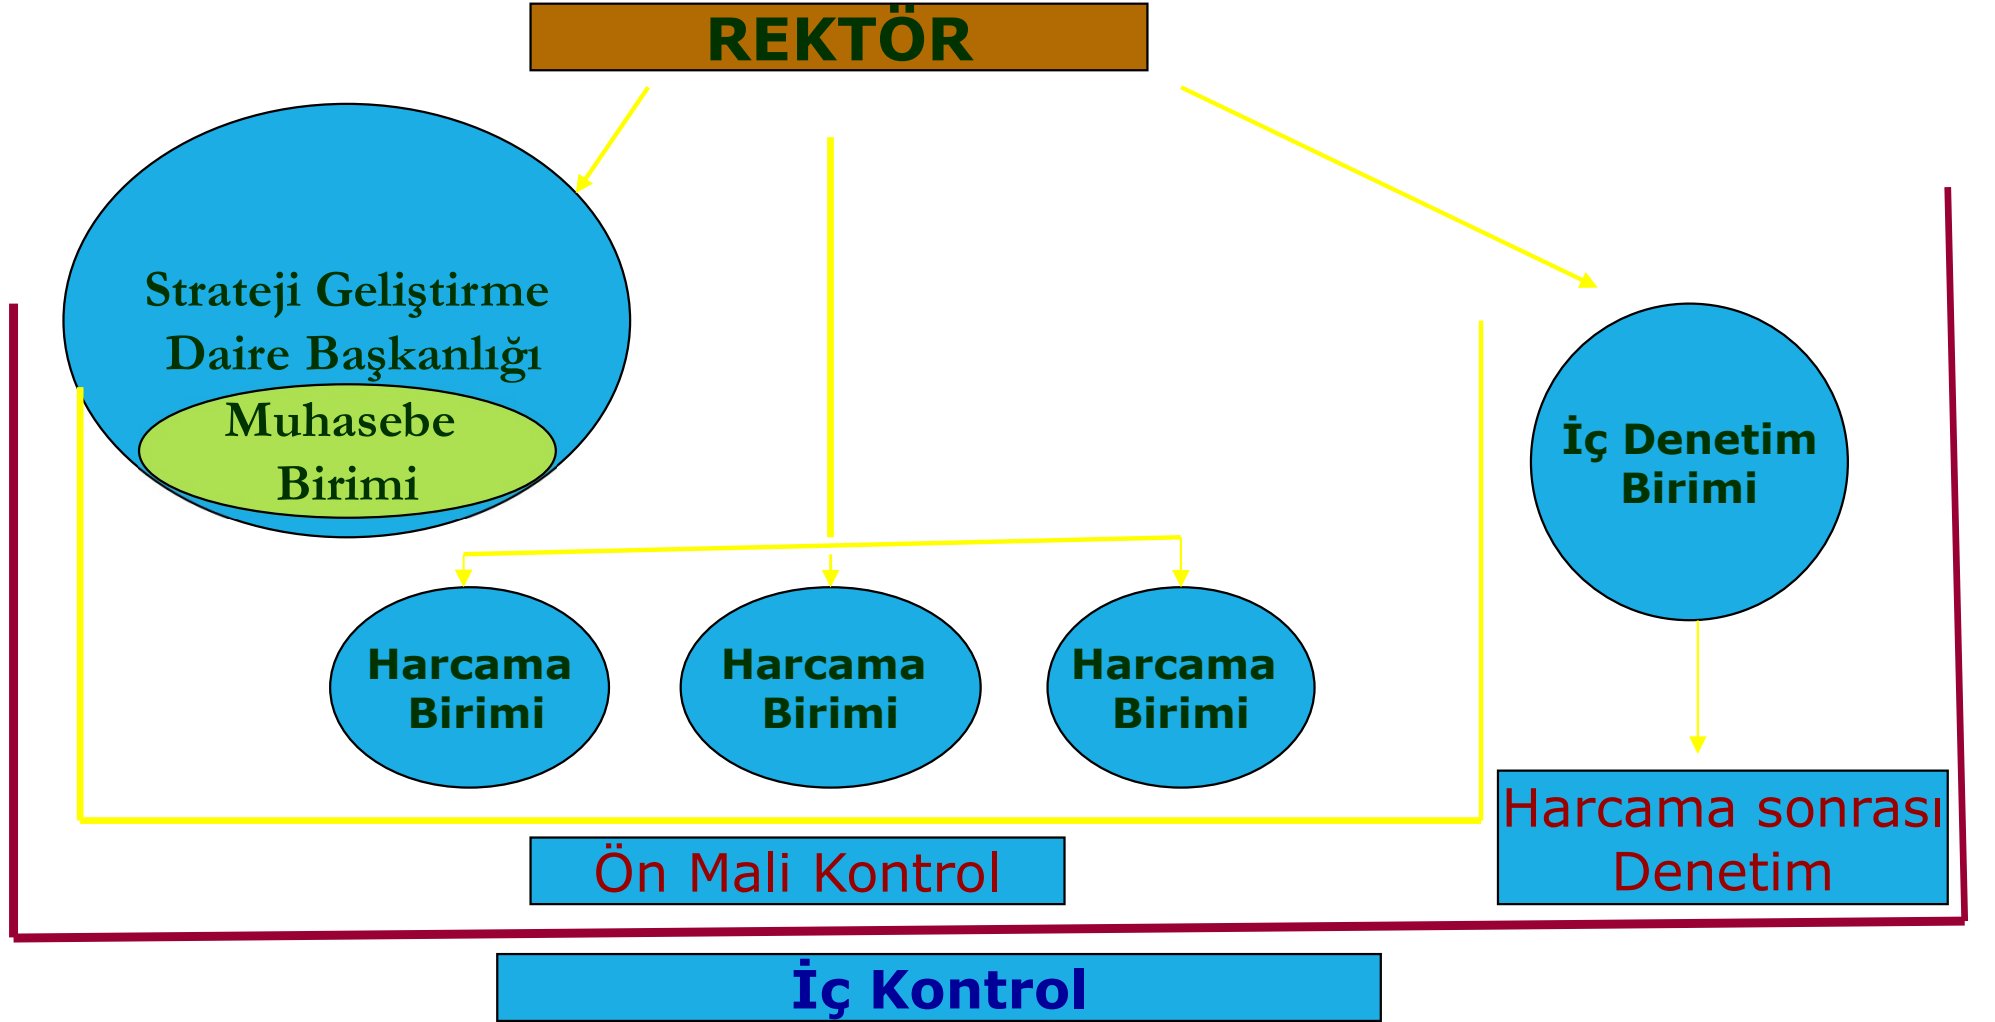 REKTÖR
Strateji Geliştirme
Daire Başkanlığı
Muhasebe
Birimi
İç Denetim
Birimi
Harcama
Birimi
Harcama
Birimi
Harcama
Birimi
Harcama sonrası
Denetim
Ön Mali Kontrol
İç Kontrol